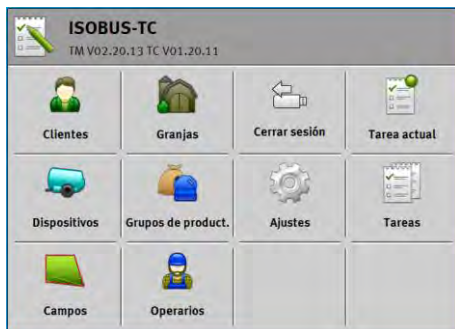 ISOBUS-TC
TM V02.20.13 TC V01.20.11
Clientes
Granjas
Cerrar sesión
Tarea actual
Dispositivos
Grupos de product.
Ajustes
Tareas
Campos
Operarios